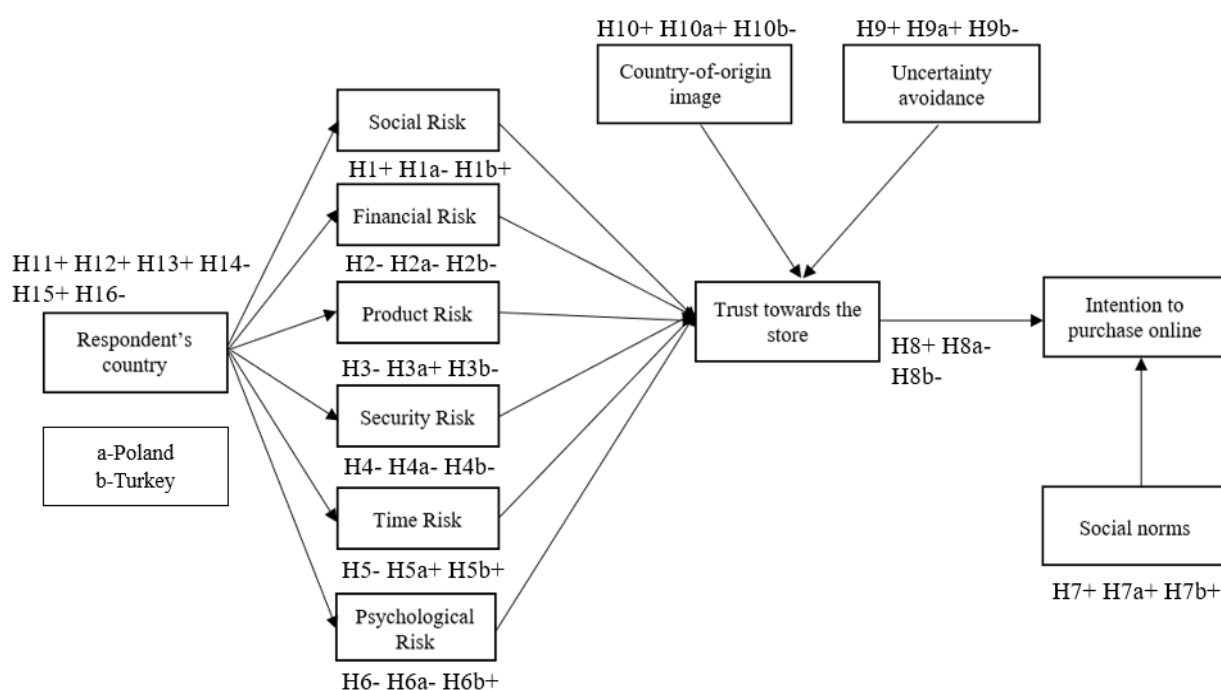 H10+ H10a+ H10b-
H9+ H9a+ H9b-
Country-of-origin
image
Uncertainty
avoidance
Social Risk
H1+ H1a- H1b+
Financial Risk
H11+ H12+ H13+ H14-
H15+ H16-
H2- H2a- H2b-
Respondent's
country
Product Risk
Trust towards the
store
Intention to
purchase online
H8+ H8a-
H8b-
H3- H3a+ H3b-
Security Risk
a-Poland
b-Turkey
H4- H4a- H4b-
Time Risk
Social norms
H5- H5a+ H5b+
H7+ H7a+ H7b+
Psychological
Risk
H6- H6a- H6b+